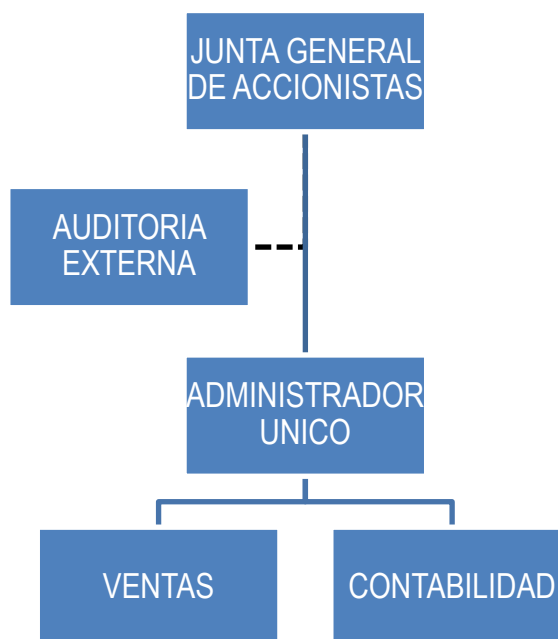 JUNTA GENERAL
DE ACCIONISTAS
AUDITORIA
EXTERNA
ADMINISTRADOR
UNICO
VENTAS
CONTABILIDAD